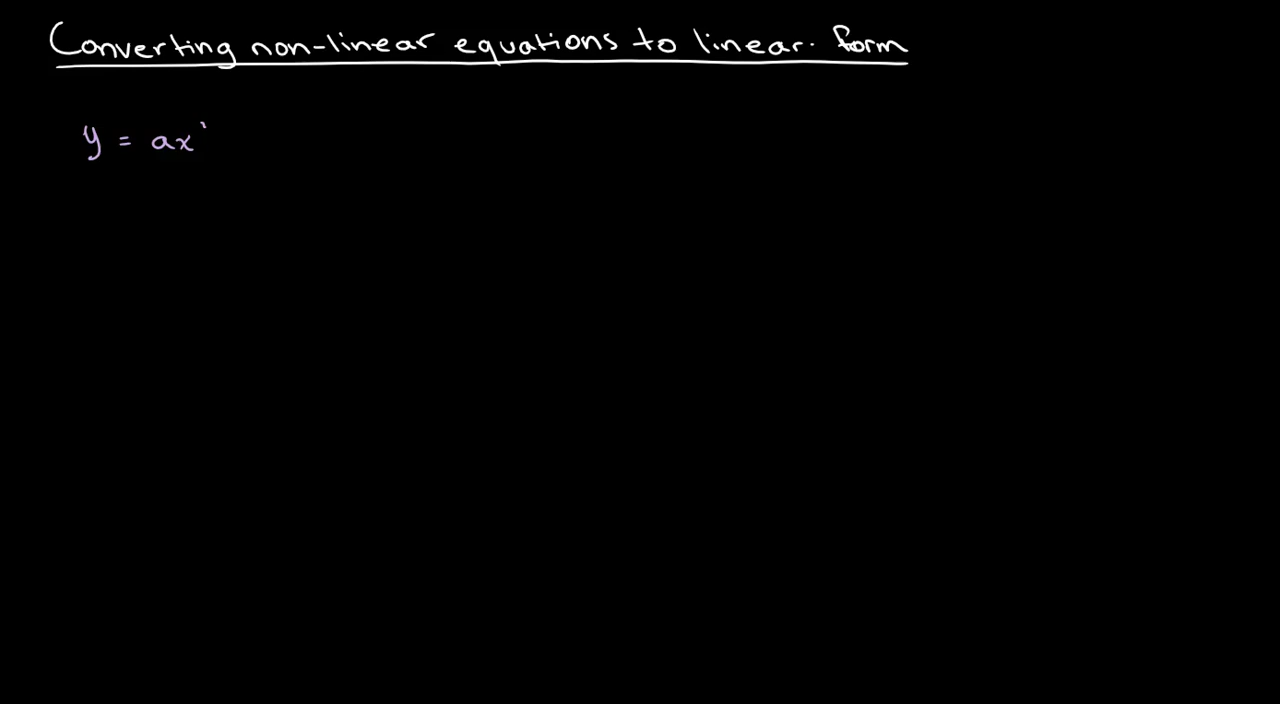 Converting non-linear equations to linear. form
y = ax